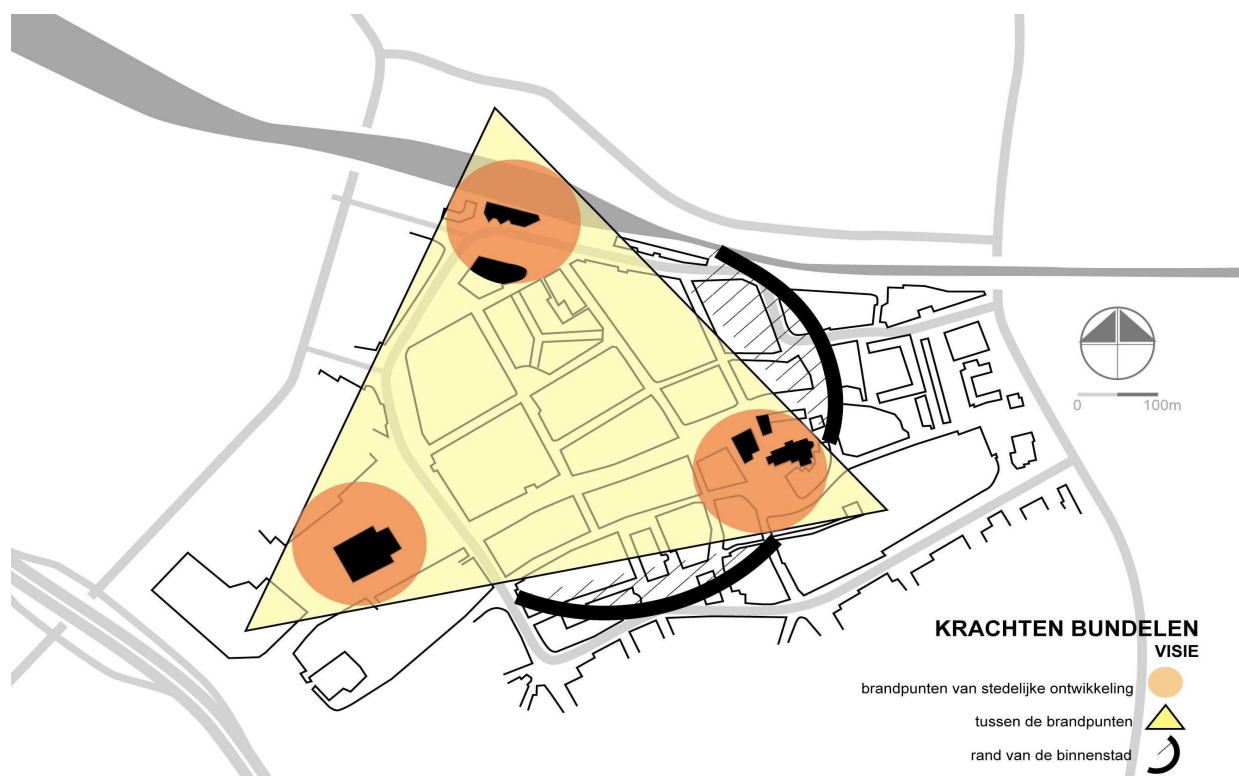 0 100m
KRACHTEN BUNDELEN
VISIE
brandpunten van stedelijke ontwikkeling
tussen de brandpunten
rand van de binnenstad